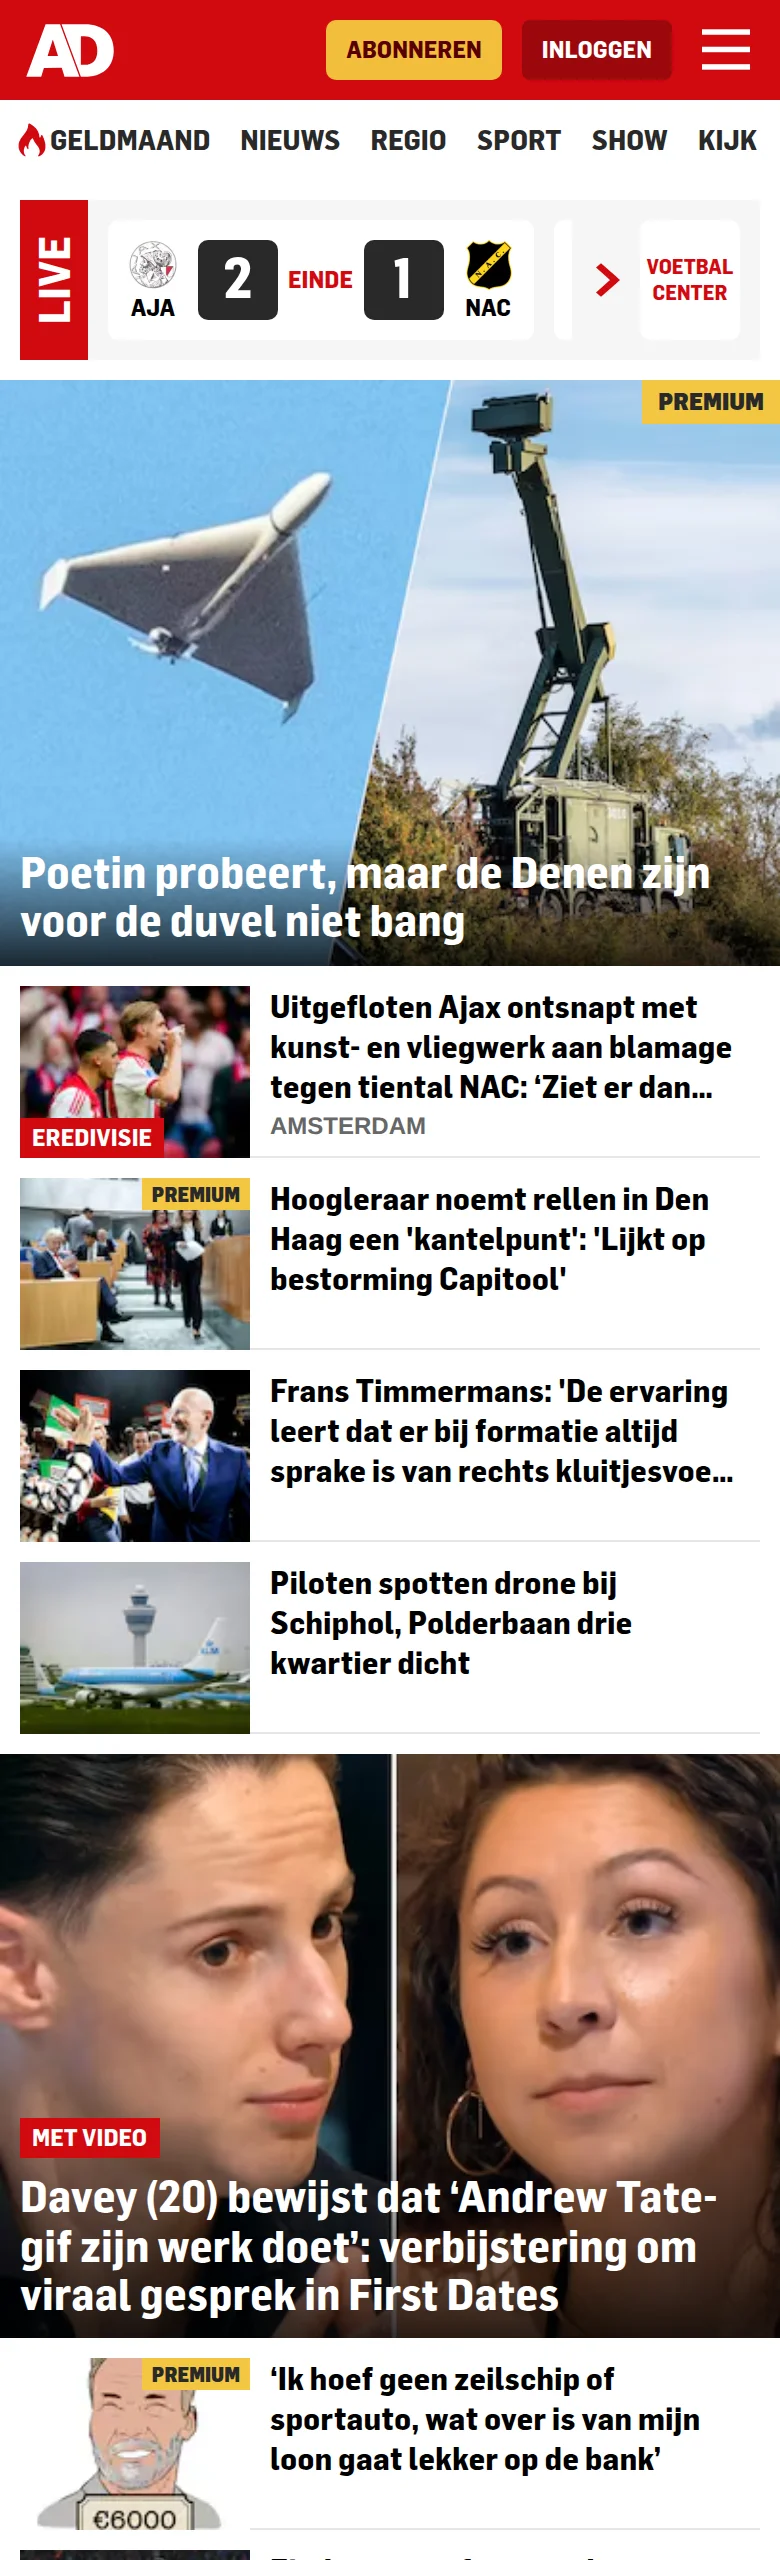 AD
ABONNEREN
INLOGGEN
GELDMAAND NIEUWS REGIO SPORT SHOW KIJK
LIVE
AJA
2
EINDE
1
N.A.C.
NAC
VOETBAL
CENTER
PREMIUM
Poetin probeert, maar de Denen zijn
voor de duvel niet bang
EREDIVISIE
Uitgefloten Ajax ontsnapt met
kunst- en vliegwerk aan blamage
tegen tiental NAC: ‘Ziet er dan...
AMSTERDAM
PREMIUM
Hoogleraar noemt rellen in Den
Haag een 'kantelpunt': 'Lijkt op
bestorming Capitool'
Frans Timmermans: 'De ervaring
leert dat er bij formatie altijd
sprake is van rechts kluitjesvoe...
KLM
Piloten spotten drone bij
Schiphol, Polderbaan drie
kwartier dicht
MET VIDEO
Davey (20) bewijst dat ‘Andrew Tate-
gif zijn werk doet’: verbijstering om
viraal gesprek in First Dates
PREMIUM
€6000
‘Ik hoef geen zeilschip of
sportauto, wat over is van mijn
loon gaat lekker op de bank’